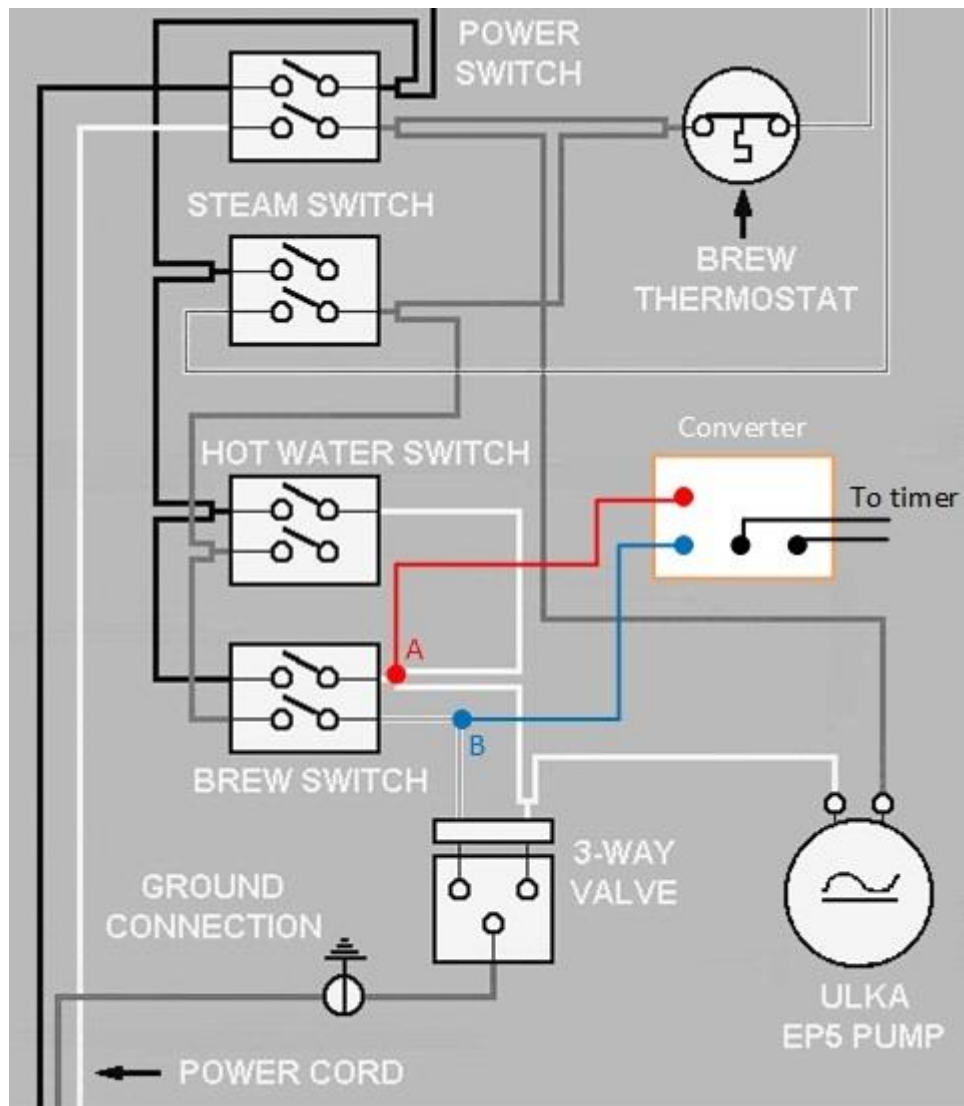 POWER
SWITCH
STEAM SWITCH
BREW
THERMOSTAT
Converter
HOT WATER SWITCH
To timer
A
B
BREW SWITCH
3-WAY
VALVE
GROUND
CONNECTION
ULKA
EP5 PUMP
POWER CORD